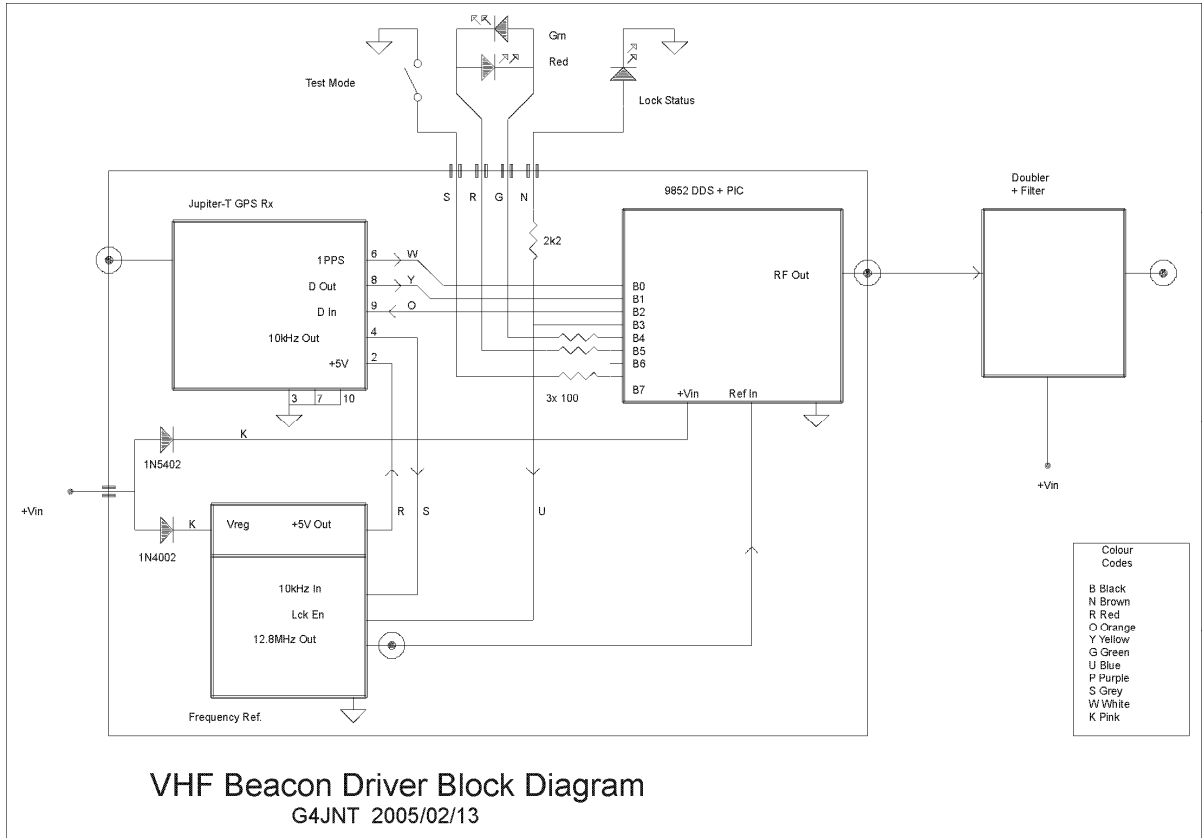 Grn
Red
Test Mode
Lock Status
S R G N
Jupiter-T GPS Rx
9852 DDS + PIC
Doubler
+ Filter
2k2
1PPS
6
W
D Out
8
Y
D In
9
O
10kHz Out
4
+5V
2
3 7 10
B0
B1
B2
B3
B4
B5
B6
B7
RF Out
+Vin
Ref In
3x 100
K
1N5402
+Vin
+Vin
K
1N4002
Vreg
+5V Out
R S
U
10kHz In
Lck En
12.8MHz Out
Frequency Ref.
Colour
Codes
B Black
N Brown
R Red
O Orange
Y Yellow
G Green
U Blue
P Purple
S Grey
W White
K Pink
VHF Beacon Driver Block Diagram
G4JNT 2005/02/13